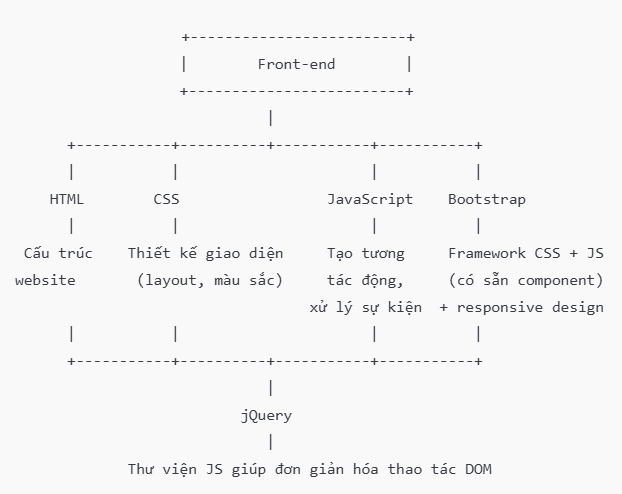 Front-end
HTML CSS JavaScript Bootstrap
Cấu trúc Thiết kế giao diện Tạo tương Framework CSS + JS
website (layout, màu sắc) tác động, (có sẵn component)
xử lý sự kiện + responsive design
jQuery
Thư viện JS giúp đơn giản hóa thao tác DOM